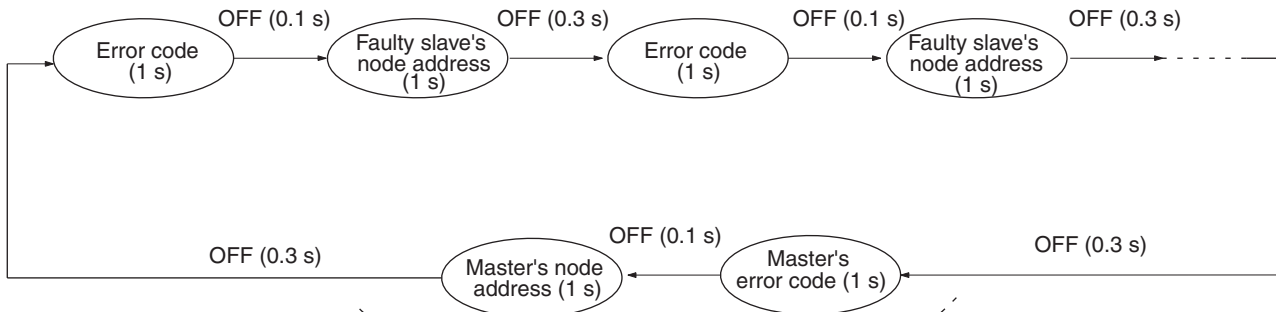 OFF (0.1 s)
OFF (0.3 s)
OFF (0.1 s)
OFF (0.3 s)
Error code
(1 s)
Faulty slave's
node address
(1 s)
Error code
(1 s)
Faulty slave's
node address
(1 s)
OFF (0.3 s)
OFF (0.1 s)
OFF (0.3 s)
Master's node
address (1 s)
Master's
error code (1 s)